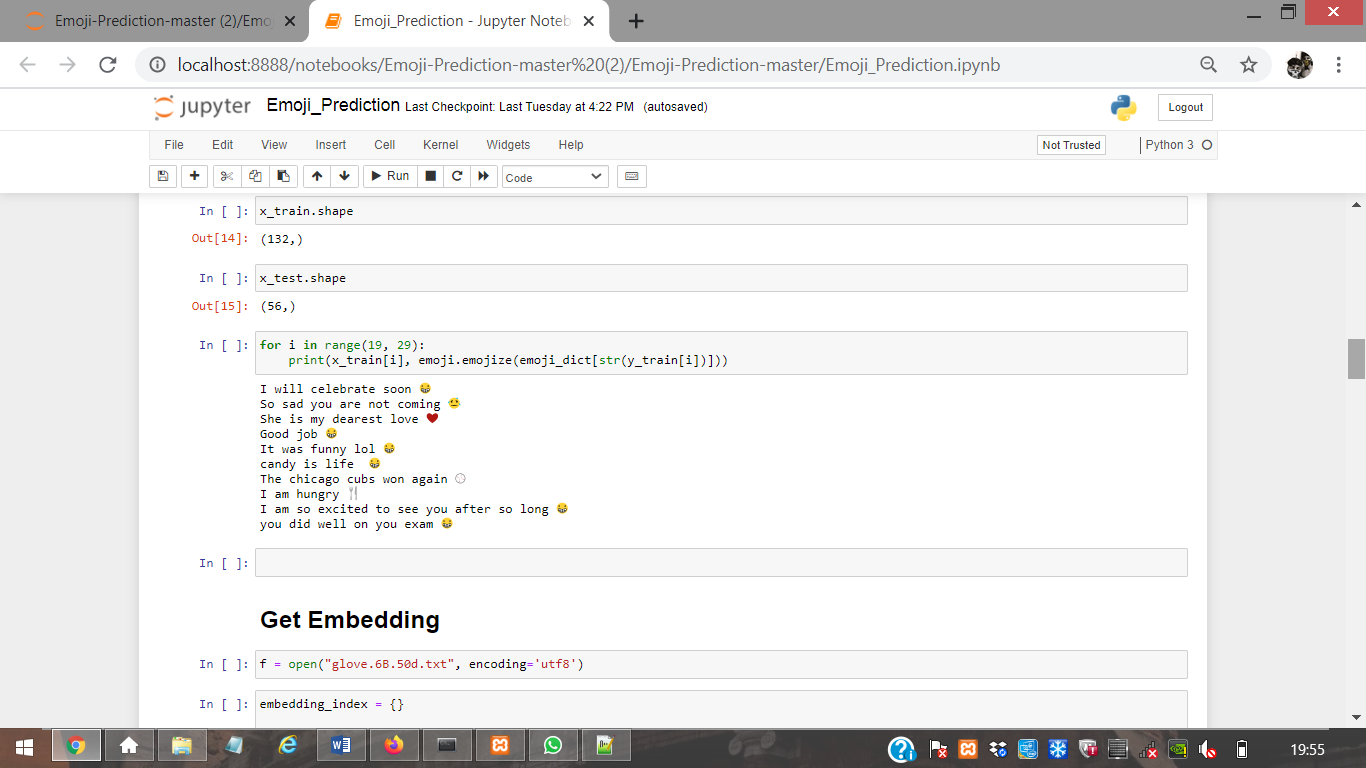 Emoji-Prediction-master (2)/Emoj
Emoji_Prediction - Jupyter Noteb
localhost:8888/notebooks/Emoji-Prediction-master%20(2)/Emoji-Prediction-master/Emoji_Prediction.ipynb
jupyter Emoji_Prediction Last Checkpoint: Last Tuesday at 4:22 PM (autosaved) Logout
File Edit View Insert Cell Kernel Widgets Help Not Trusted Python 3
Run Code
In [ ]: x_train.shape
Out[14]: (132,)
In [ ]: x_test.shape
Out[15]: (56,)
In [ ]: for i in range(19, 29):
print(x_train[i], emoji.emojize(emoji_dict[str(y_train[i])]))
I will celebrate soon 😁
So sad you are not coming 😓
She is my dearest love ❤
Good job 😁
It was funny lol 😁
candy is life 😁
The chicago cubs won again ⚾
I am hungry 🍴
I am so excited to see you after so long 😁
you did well on you exam 😁
In [ ]:
Get Embedding
In [ ]: f = open("glove.6B.50d.txt", encoding='utf8')
In [ ]: embedding_index = {}
19:55